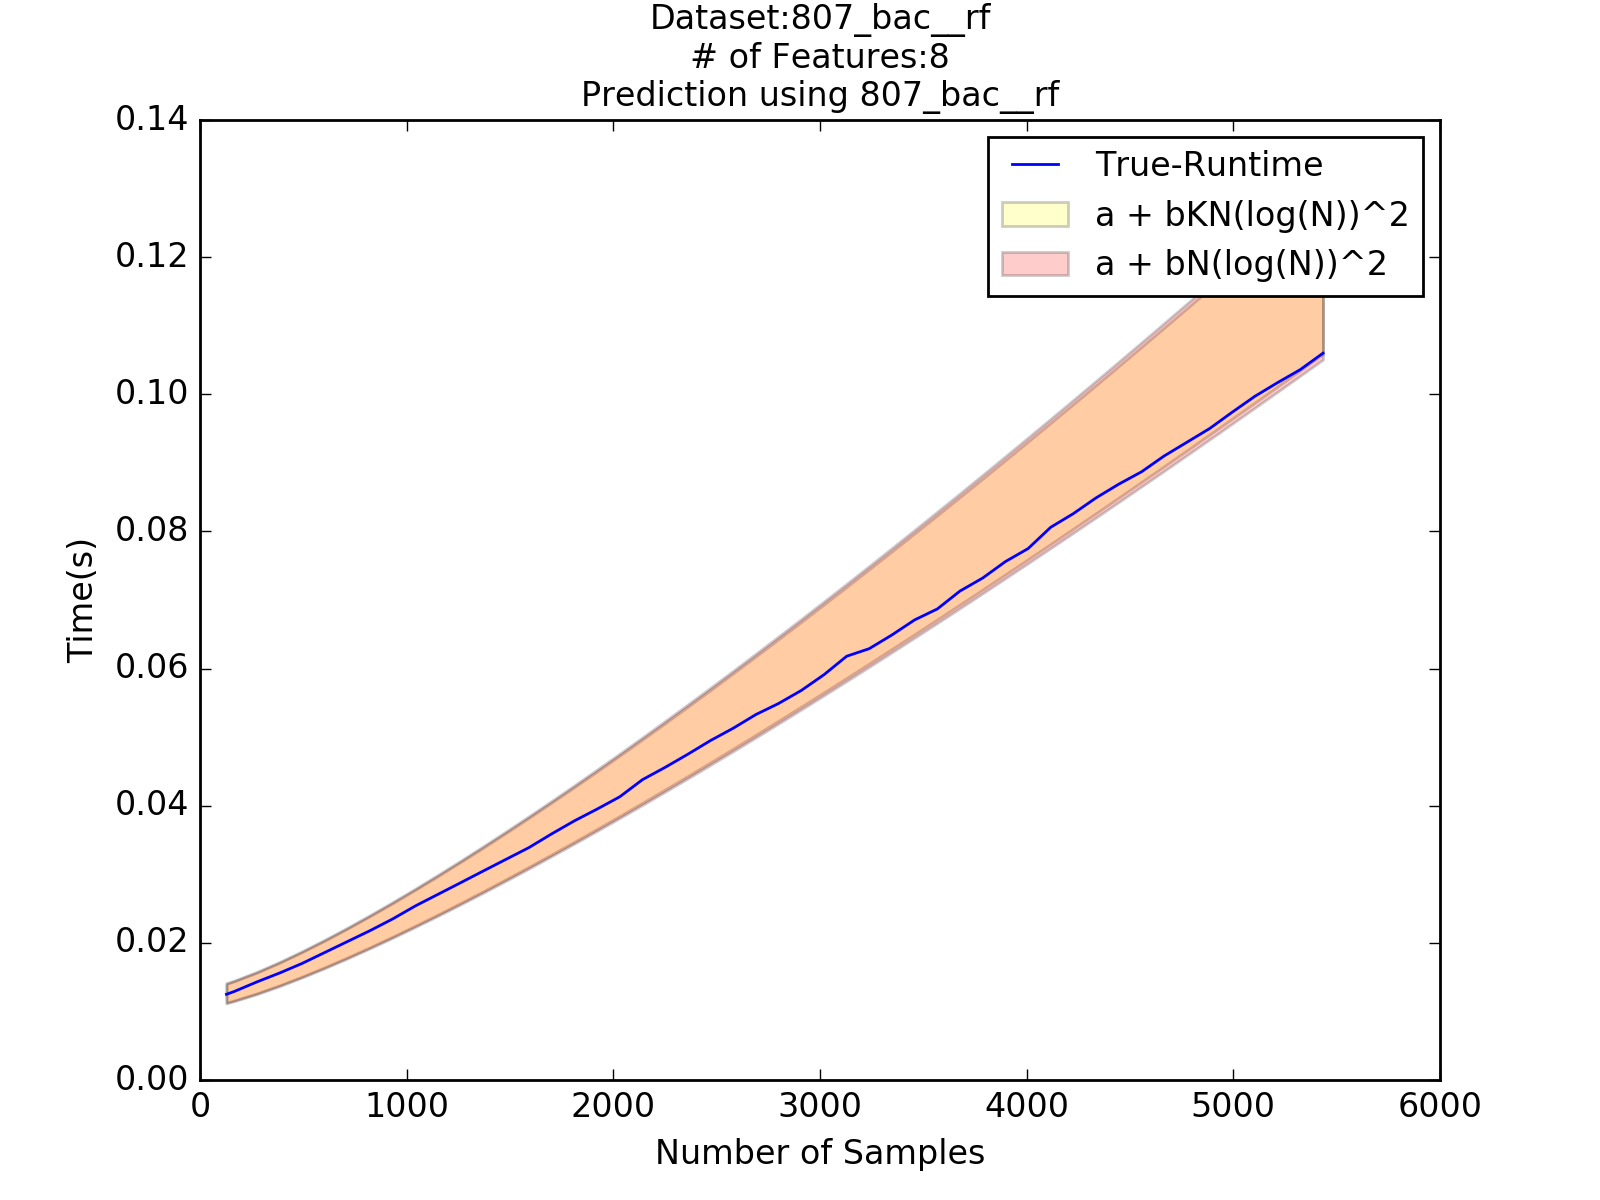 Dataset:807_bac__rf
# of Features:8
Prediction using 807_bac__rf
0.14
0.12
0.10
0.08
0.06
0.04
0.02
0.00
Time(s)
True-Runtime
a + bKN(log(N))^2
a + bN(log(N))^2
0 1000 2000 3000 4000 5000 6000
Number of Samples